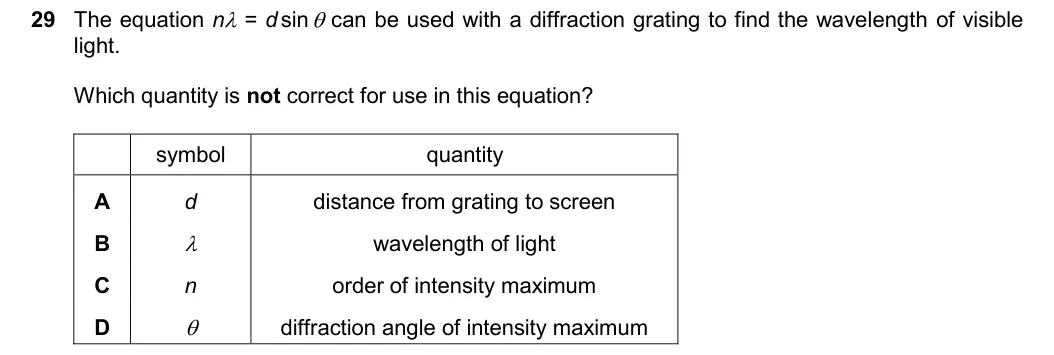 29 The equation nλ = d sin θ can be used with a diffraction grating to find the wavelength of visible
light.
Which quantity is not correct for use in this equation?
symbol quantity
A d distance from grating to screen
B λ wavelength of light
C n order of intensity maximum
D θ diffraction angle of intensity maximum